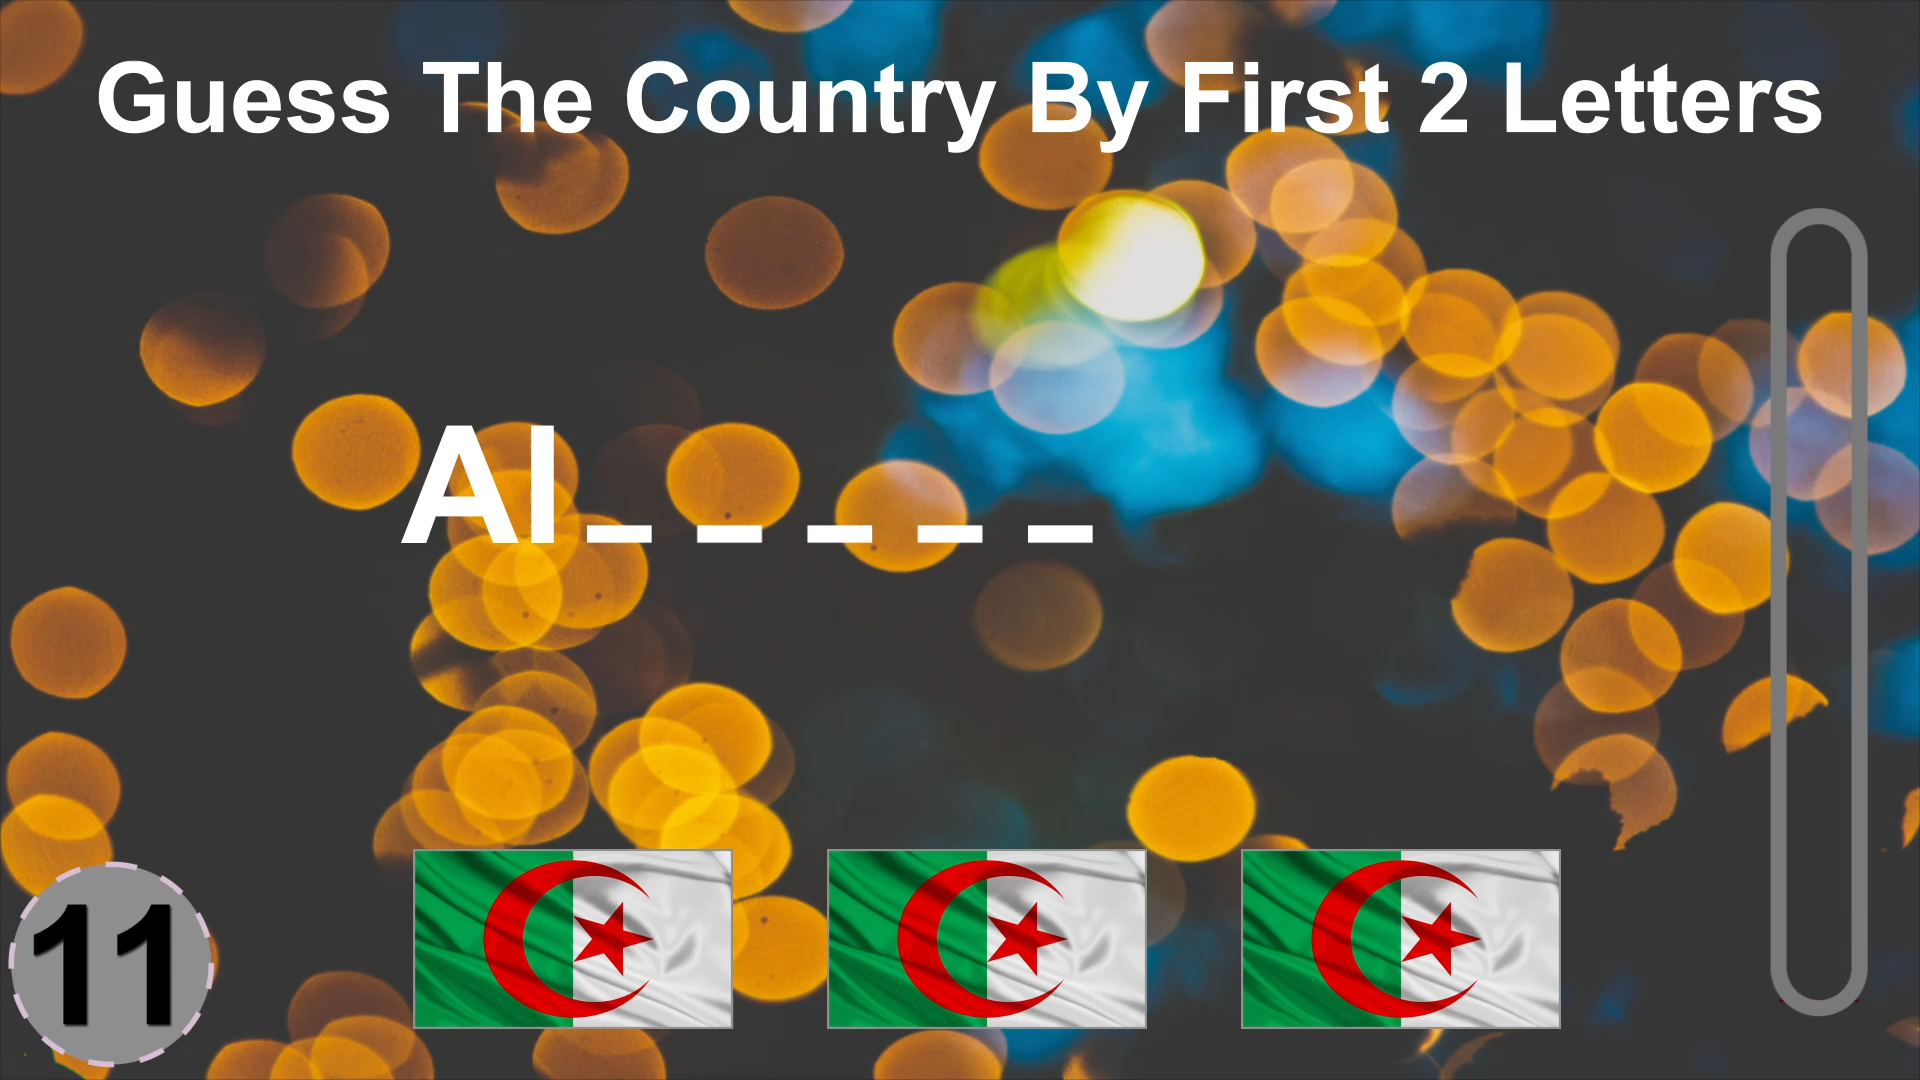 Guess The Country By First 2 Letters
Al_ _ _ _ _
11